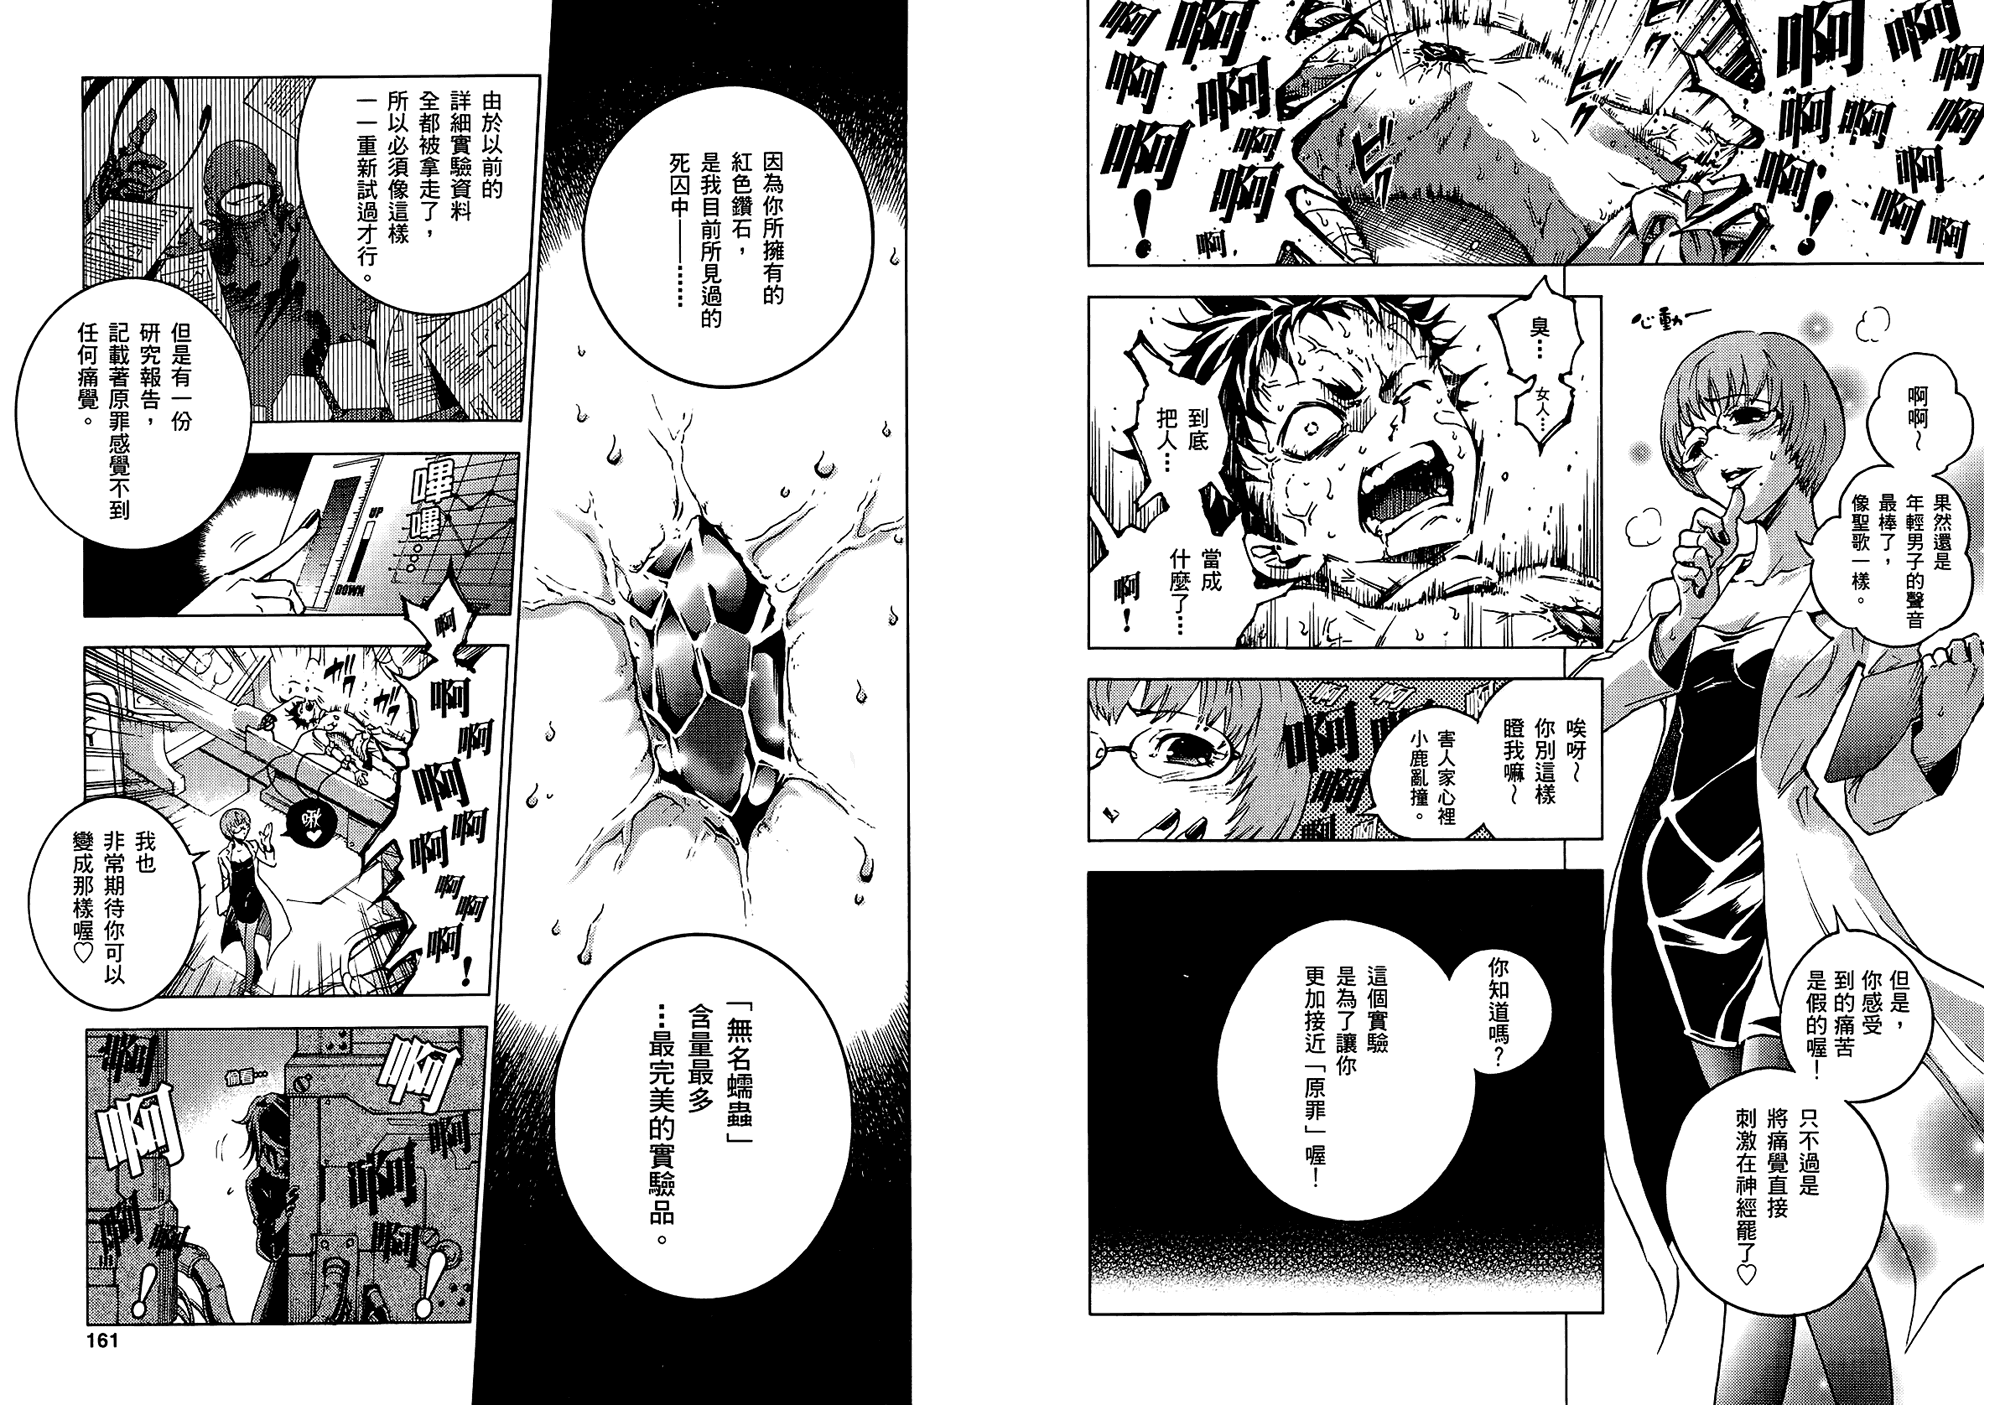 啊
啊
啊
啊
啊
啊
啊
啊！
啊
啊
啊
啊
啊
啊
啊
啊
啊！
心動—
啊啊～
果然還是
年輕男子的聲音
最棒了，
像聖歌一樣。
臭…
女人…
到底
把人…
當成
什麼了…
啊！
唉呀～
你別這樣
瞪我嘛～
害人家心裡
小鹿亂撞。
啊
啊
啊
啊
但是，
你感受
到的痛苦
是假的喔！
只不過是
將痛覺直接
刺激在神經罷了♡
你知道嗎？
這個實驗
是為了讓你
更加接近「原罪」喔！
因為你所擁有的
紅色鑽石，
是我目前所見過的
死囚中——……
「無名蠕蟲」
含量最多
…最完美的實驗品。
由於以前的
詳細實驗資料
全都被拿走了，
所以必須像這樣
一一重新試過才行。
但是有一份
研究報告，
記載著原罪感覺不到
任何痛覺。
嗶
嗶…
UP
DOWN
啊
啊
啊
啊
啊
啊
啊
啊
啊
啊！
啾♡
我也
非常期待你可以
變成那樣喔♡
啊
啊
偷看…
啊
啊
啊
啊
啊！
！
161